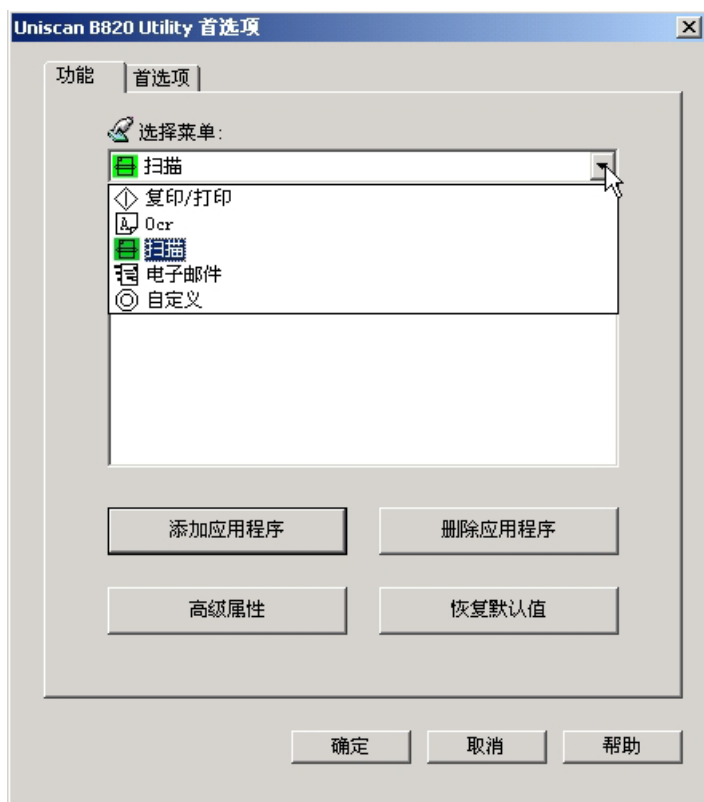 Uniscan B820 Utility 首选项
功能 首选项
选择菜单:
扫描
复印/打印
Ocr
扫描
电子邮件
自定义
添加应用程序 删除应用程序
高级属性 恢复默认值
确定 取消 帮助